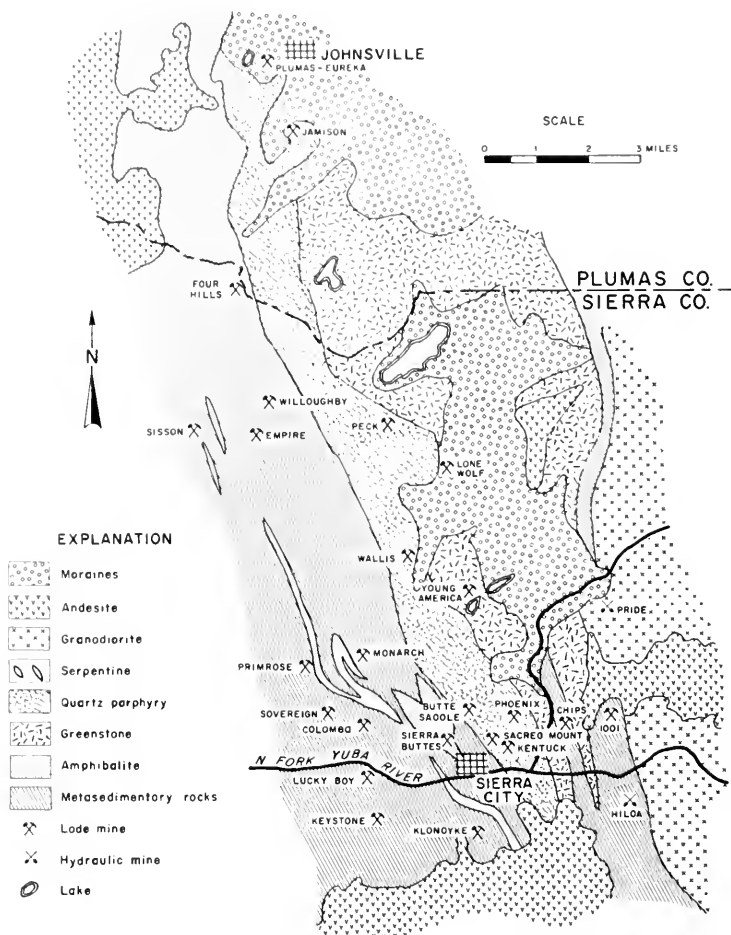 JOHNSVILLE
PLUMAS-EUREKA
JAMISON
SCALE
0 1 2 3 MILES
PLUMAS CO.
SIERRA CO.
FOUR
HILLS
N
WILLOUGHBY
SISSON
EMPIRE
PECK
LONE
WOLF
EXPLANATION
Moraines
Andesite
Granodiorite
Serpentine
Quartz porphyry
Greenstone
Amphibalite
Metasedimentary rocks
Lode mine
Hydraulic mine
Lake
WALLIS
YOUNG
AMERICA
PRIDE
MONARCH
PRIMROSE
SOVEREIGN
COLOMBO
BUTTE
SADDLE
PHOENIX
CHIPS
1001
SIERRA
BUTTES
SACRED MOUNT
KENTUCK
N FORK YUBA RIVER
SIERRA
CITY
LUCKY BOY
HILOA
KEYSTONE
KLONDYKE